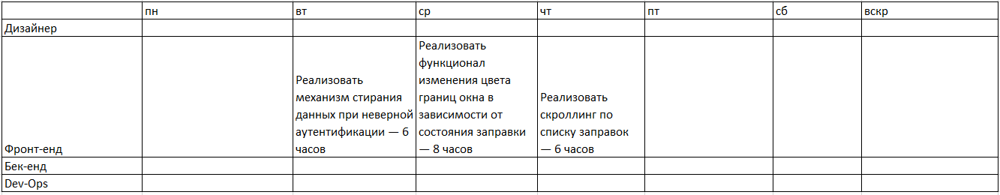 пн вт ср чт пт сб вскр
Дизайнер
Фронт-енд
Реализовать
механизм стирания
данных при неверной
аутентификации — 6
часов
Реализовать
функционал
изменения цвета
границ окна в
зависимости от
состояния заправки
— 8 часов
Реализовать
скроллинг по
списку заправок
— 6 часов
Бек-енд
Dev-Ops